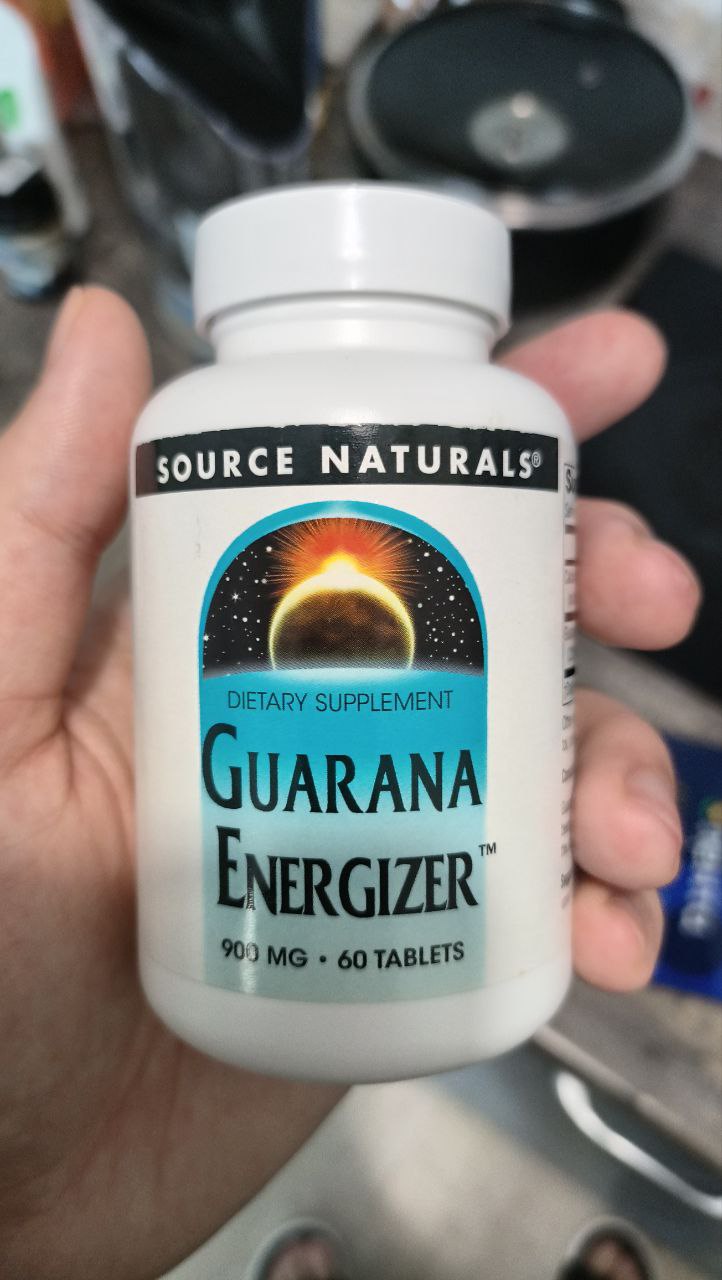 SOURCE NATURALS®
DIETARY SUPPLEMENT
GUARANA
ENERGIZER™
900 MG • 60 TABLETS